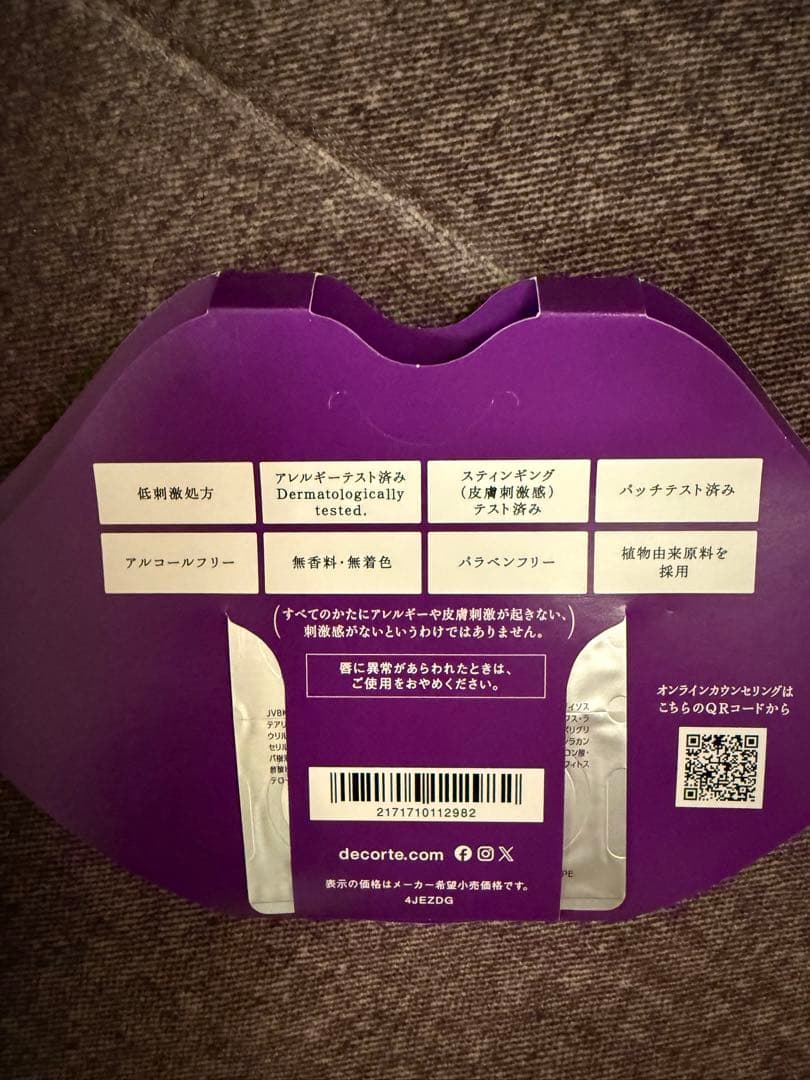 低刺激処方
アレルギーテスト済み
Dermatologically
tested.
スティンギング
(皮膚刺激感)
テスト済み
パッチテスト済み
アルコールフリー
無香料・無着色
パラベンフリー
植物由来原料を
採用
(すべてのかたにアレルギーや皮膚刺激が起きない、
刺激感がないというわけではありません。)
唇に異常があらわれたときは、
ご使用をおやめください。
オンラインカウンセリングは
こちらのQRコードから
2171710112982
decorte.com
表示の価格はメーカー希望小売価格です。
4JEZDG